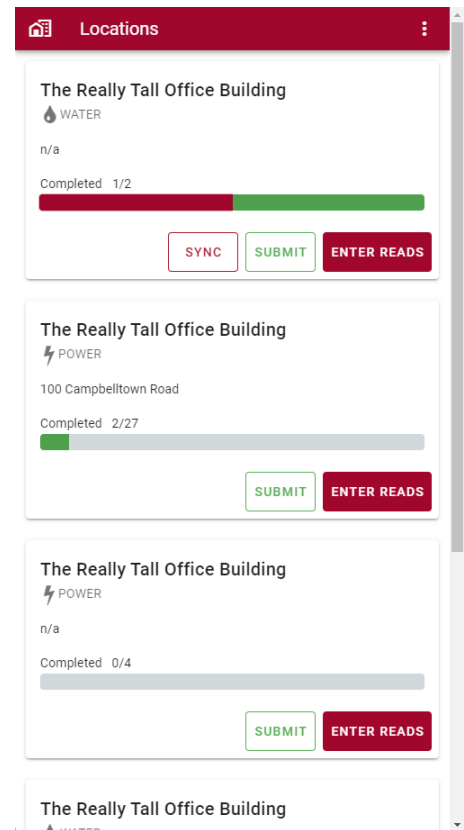 Locations
The Really Tall Office Building
WATER
n/a
Completed 1/2
SYNC SUBMIT ENTER READS
The Really Tall Office Building
POWER
100 Campbelltown Road
Completed 2/27
SUBMIT ENTER READS
The Really Tall Office Building
POWER
n/a
Completed 0/4
SUBMIT ENTER READS
The Really Tall Office Building
WATER